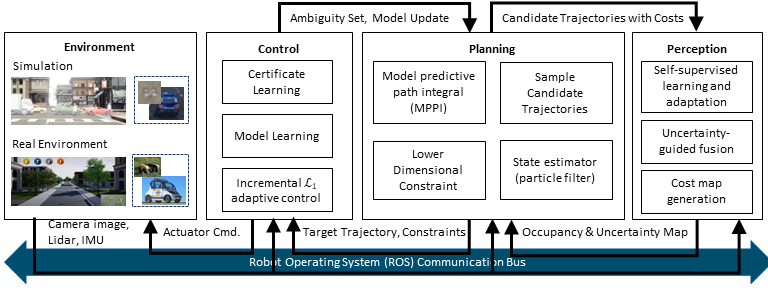 Ambiguity Set, Model Update
Candidate Trajectories with Costs
Environment
Simulation
Real Environment
Control
Certificate
Learning
Model Learning
Incremental ℒ1
adaptive control
Planning
Model predictive
path integral
(MPPI)
Sample
Candidate
Trajectories
Lower
Dimensional
Constraint
State estimator
(particle filter)
Perception
Self-supervised
learning and
adaptation
Uncertainty-
guided fusion
Cost map
generation
Camera image,
Lidar, IMU
Actuator Cmd.
Target Trajectory, Constraints
Occupancy & Uncertainty Map
Robot Operating System (ROS) Communication Bus